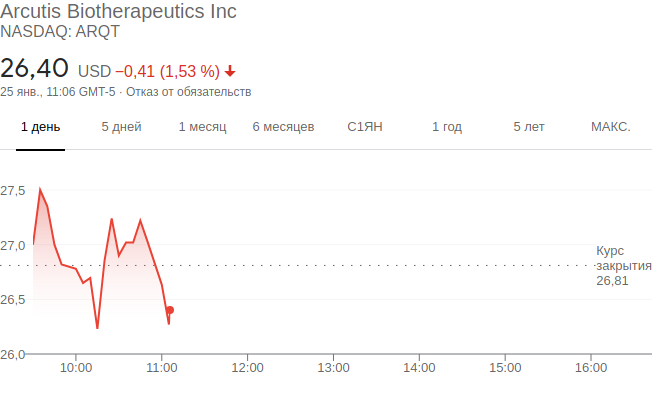 Arcutis Biotherapeutics Inc
NASDAQ: ARQT
26,40 USD −0,41 (1,53 %)
25 янв., 11:06 GMT-5 · Отказ от обязательств
1 день 5 дней 1 месяц 6 месяцев С1ЯН 1 год 5 лет МАКС.
27,5
27,0
Курс
закрытия
26,81
26,5
26,0
10:00 11:00 12:00 13:00 14:00 15:00 16:00